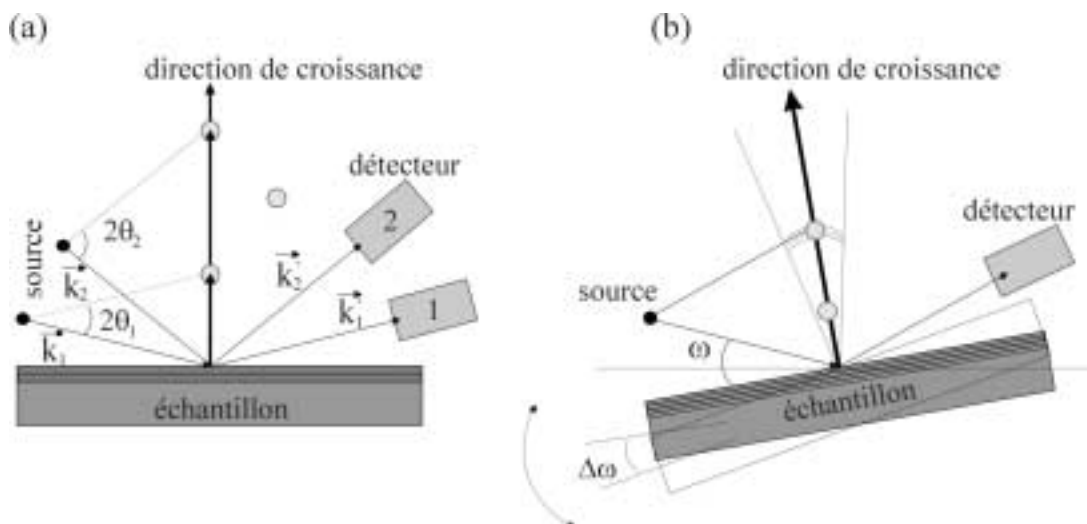 (a)
direction de croissance
détecteur
2
2θ₂
source
k₂
k₂'
2θ₁
k₁
k₁'
1
échantillon
(b)
direction de croissance
détecteur
source
ω
échantillon
Δω